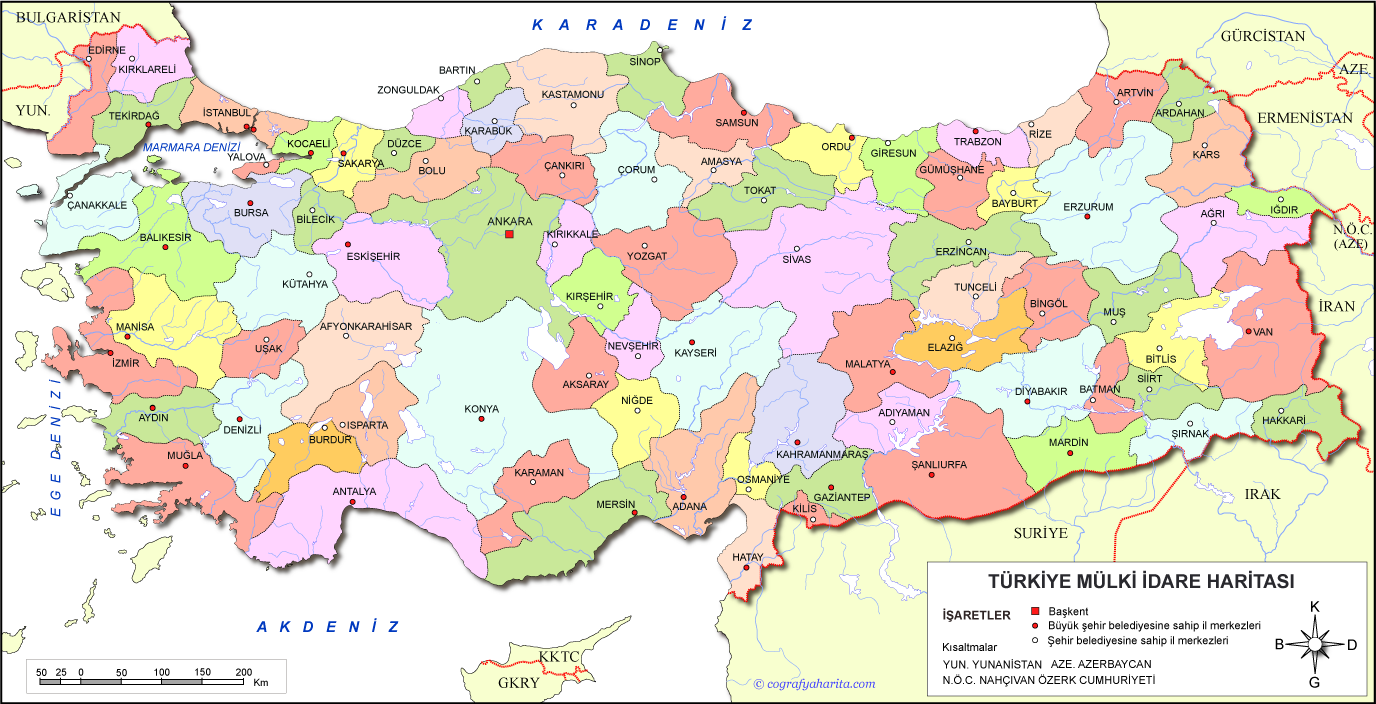 BULGARİSTAN
K A R A D E N İ Z
GÜRCİSTAN
EDİRNE
KIRKLARELİ
SİNOP
BARTIN
AZE.
ZONGULDAK
KASTAMONU
ARTVİN
YUN.
TEKİRDAĞ
İSTANBUL
KARABÜK
SAMSUN
ARDAHAN
ERMENİSTAN
MARMARA DENİZİ
KOCAELİ
DÜZCE
TRABZON
RİZE
YALOVA
SAKARYA
BOLU
ÇANKIRI
ÇORUM
AMASYA
ORDU
GİRESUN
GÜMÜŞHANE
KARS
TOKAT
BAYBURT
ÇANAKKALE
BURSA
BİLECİK
ANKARA
ERZURUM
AĞRI
IĞDIR
BALIKESİR
ESKİŞEHİR
KIRIKKALE
YOZGAT
SİVAS
ERZİNCAN
N.Ö.C.
(AZE)
KÜTAHYA
KIRŞEHİR
TUNCELİ
BİNGÖL
MUŞ
İRAN
MANİSA
AFYONKARAHİSAR
UŞAK
NEVŞEHİR
KAYSERİ
ELAZIĞ
VAN
BİTLİS
İZMİR
AKSARAY
MALATYA
SİİRT
DİYABAKIR
BATMAN
EGE DENİZİ
AYDIN
DENİZLİ
ISPARTA
BURDUR
KONYA
NİĞDE
ADIYAMAN
HAKKARİ
ŞIRNAK
MARDİN
MUĞLA
KAHRAMANMARAŞ
ŞANLIURFA
ANTALYA
KARAMAN
OSMANİYE
GAZİANTEP
MERSİN
ADANA
KİLİS
IRAK
SURİYE
HATAY
A K D E N İ Z
KKTC
GKRY
50 25 0 50 100 150 200
Km
© cografyaharita.com
TÜRKİYE MÜLKİ İDARE HARİTASI
İŞARETLER
Başkent
Büyük şehir belediyesine sahip il merkezleri
Şehir belediyesine sahip il merkezleri
Kısaltmalar
YUN. YUNANİSTAN AZE. AZERBAYCAN
N.Ö.C. NAHÇIVAN ÖZERK CUMHURİYETİ
K
B
D
G